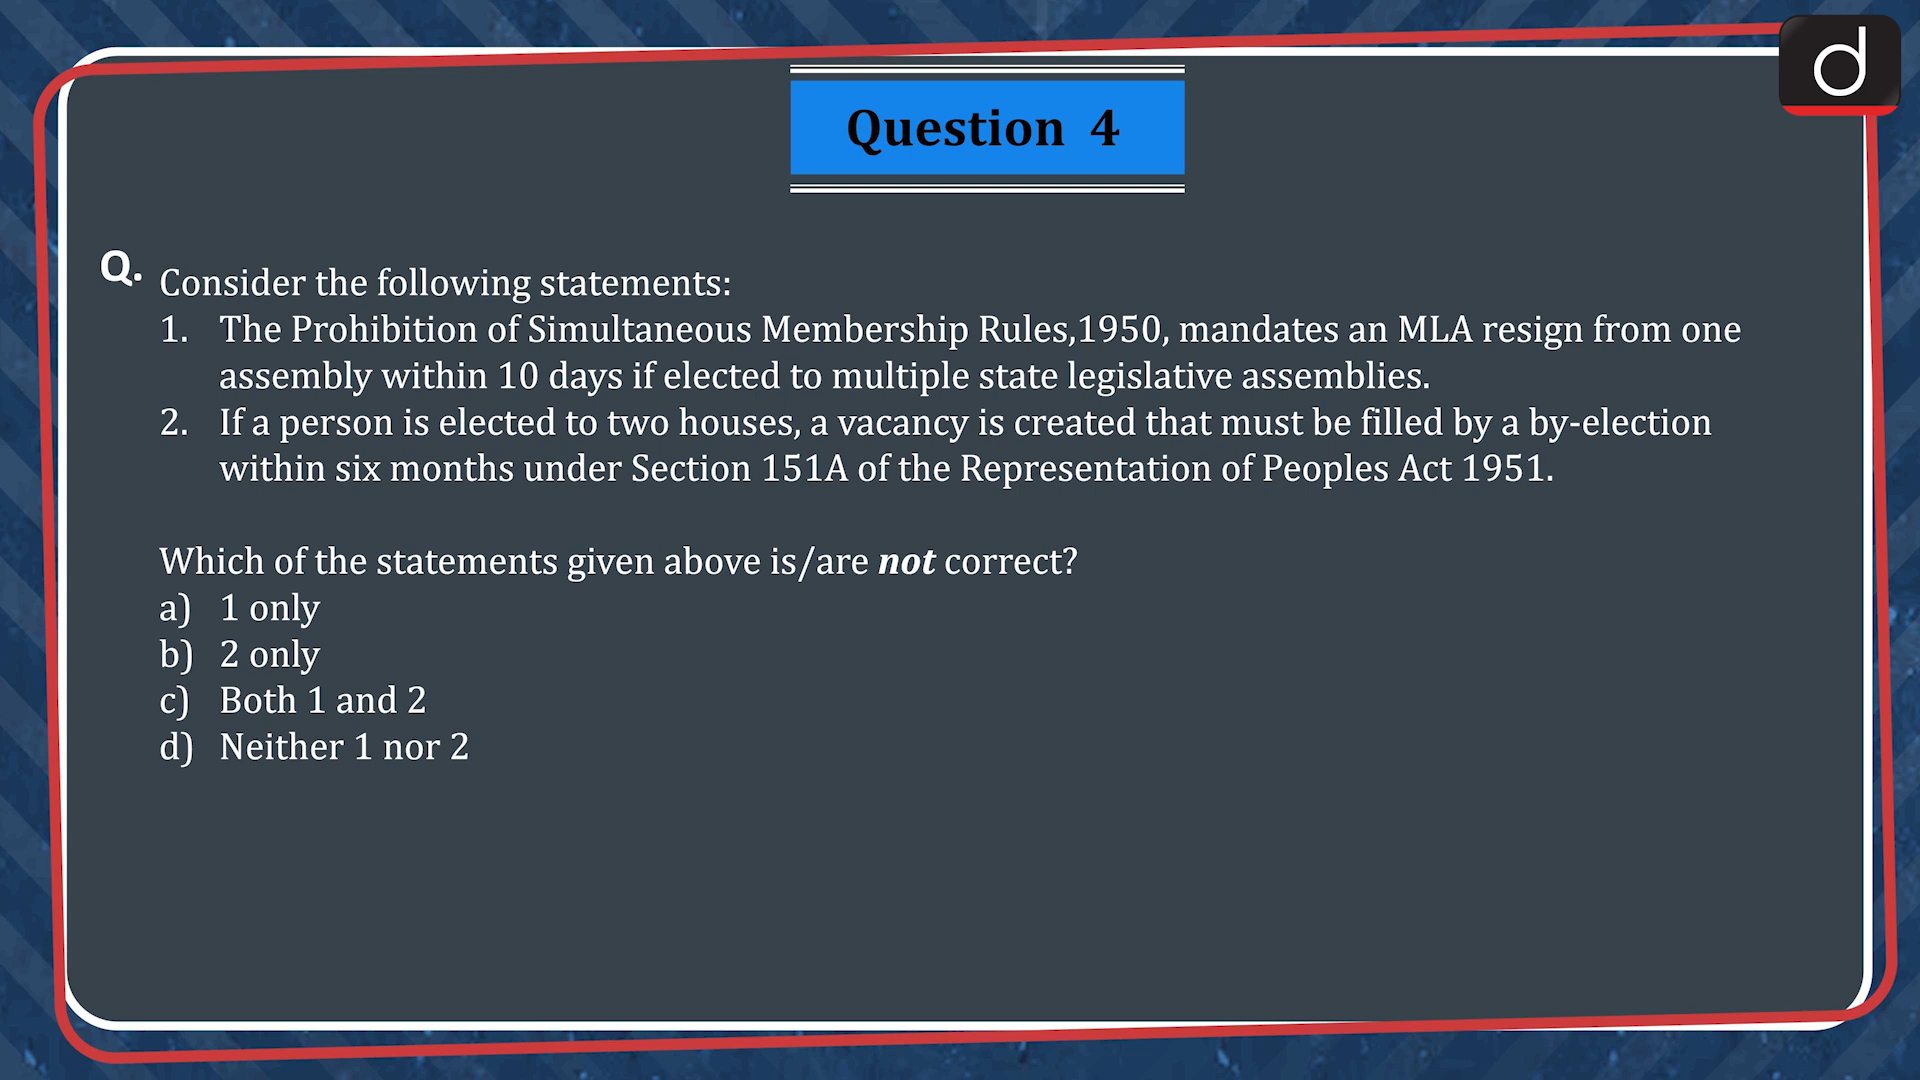 d
Question 4
Q. Consider the following statements:
1. The Prohibition of Simultaneous Membership Rules,1950, mandates an MLA resign from one
assembly within 10 days if elected to multiple state legislative assemblies.
2. If a person is elected to two houses, a vacancy is created that must be filled by a by-election
within six months under Section 151A of the Representation of Peoples Act 1951.
Which of the statements given above is/are not correct?
a) 1 only
b) 2 only
c) Both 1 and 2
d) Neither 1 nor 2